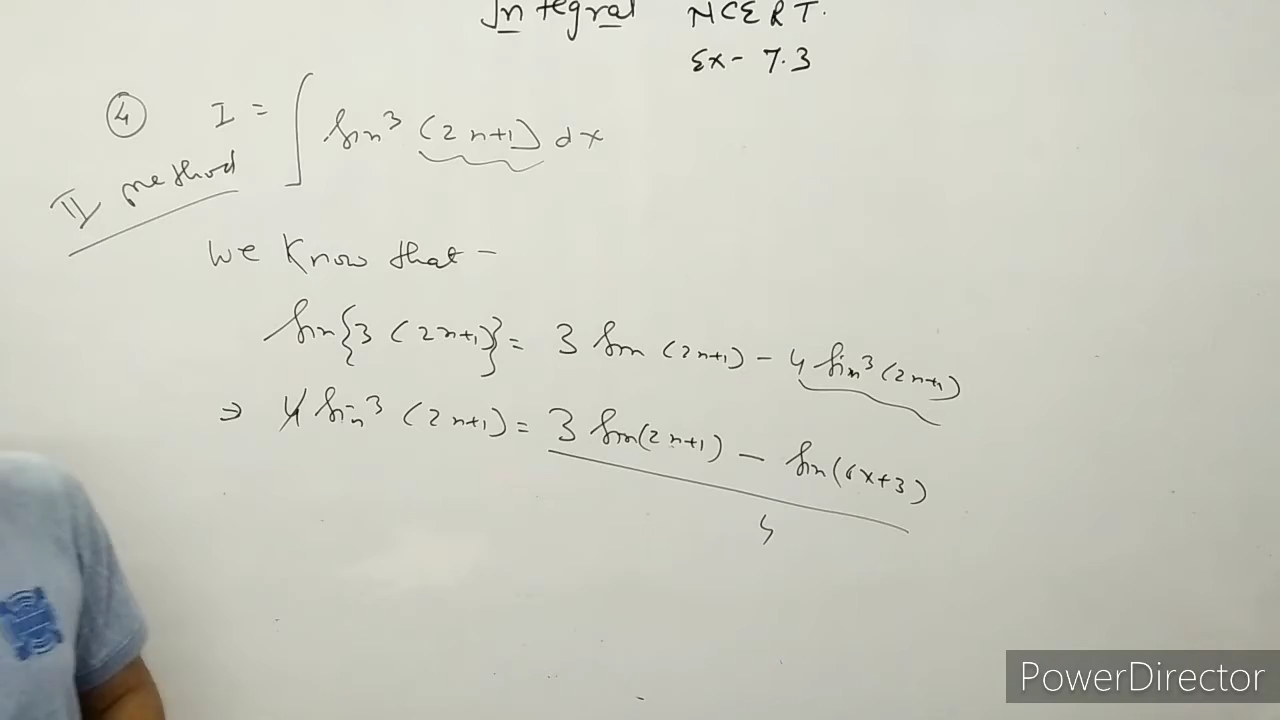 Integral NCERT.
Ex- 7.3
④ I = ∫ sin³ (2x+1) dx
II method
We Know that -
sin{3 (2x+1)} = 3 sin (2x+1) - 4 sin³ (2x+1)
⇒ 4 sin³ (2x+1) = 3 sin(2x+1) - sin(6x+3)
4
PowerDirector